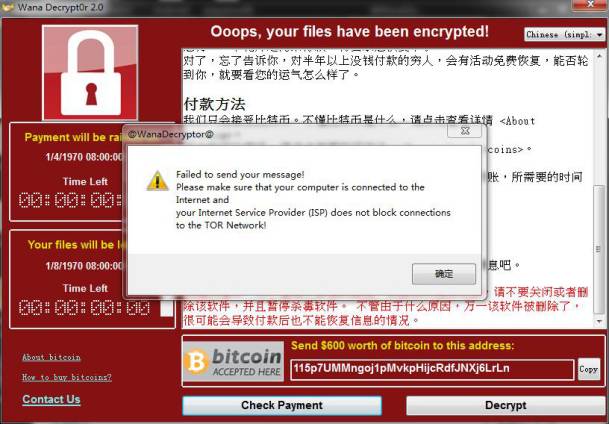 Wana Decrypt0r 2.0
Ooops, your files have been encrypted!
Chinese (simpl:
对了，忘了告诉你，对半年以上没钱付款的穷人，会有活动免费恢复，能否轮
到你，就要看您的运气怎么样了。
付款方法
我们只会接受比特币。不懂比特币是什么，请点击查看详情 <About
coins>。
账，所需要的时间
息吧。
请不要关闭或者删
除该软件，并且暂停杀毒软件。 不管由于什么原因，万一该软件被删除了，
很可能会导致付款后也不能恢复信息的情况。
Payment will be rai
1/4/1970 08:00:00
Time Left
00:00:00:
Your files will be l
1/8/1970 08:00:00
Time Left
00:00:00:00
@WanaDecryptor@
Failed to send your message!
Please make sure that your computer is connected to the
Internet and
your Internet Service Provider (ISP) does not block connections
to the TOR Network!
确定
About bitcoin
How to buy bitcoins?
Contact Us
bitcoin
ACCEPTED HERE
Send $600 worth of bitcoin to this address:
115p7UMMngoj1pMvkpHijcRdfJNXj6LrLn
Copy
Check Payment
Decrypt